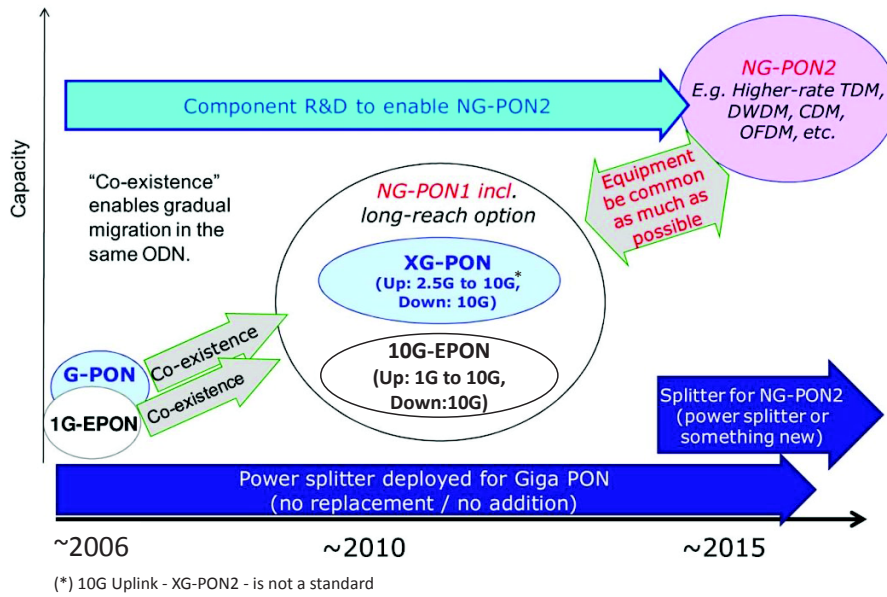 NG-PON2
E.g. Higher-rate TDM,
DWDM, CDM,
OFDM, etc.
Component R&D to enable NG-PON2
Capacity
“Co-existence”
enables gradual
migration in the
same ODN.
NG-PON1 incl.
long-reach option
Equipment
be common
as much as
possible
XG-PON
(Up: 2.5G to 10G,*
Down: 10G)
10G-EPON
(Up: 1G to 10G,
Down:10G)
Co-existence
Co-existence
G-PON
1G-EPON
Splitter for NG-PON2
(power splitter or
something new)
Power splitter deployed for Giga PON
(no replacement / no addition)
~2006
~2010
~2015
(*) 10G Uplink - XG-PON2 - is not a standard